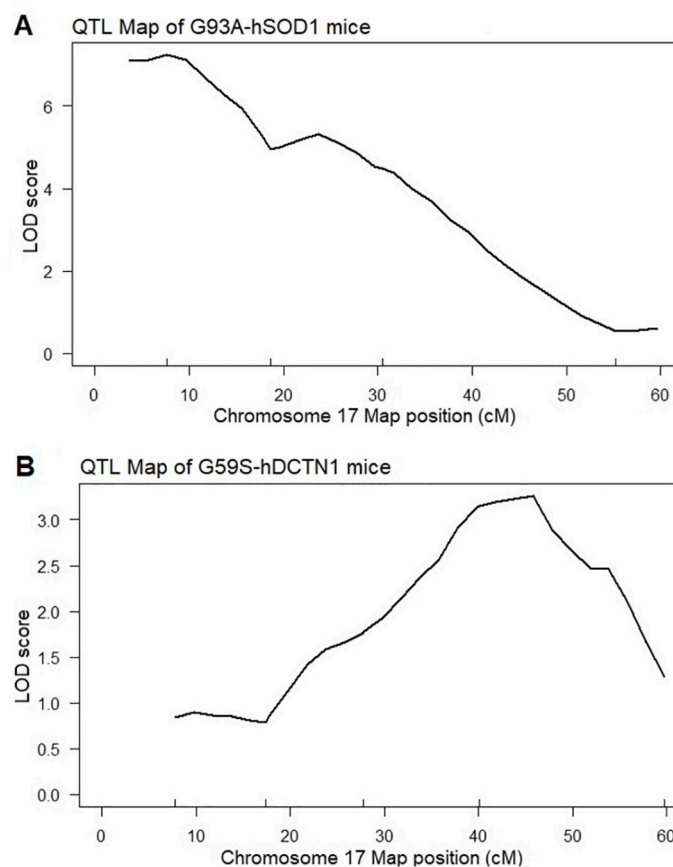 A
QTL Map of G93A-hSOD1 mice
6
4
2
0
LOD score
0 10 20 30 40 50 60
Chromosome 17 Map position (cM)
B
QTL Map of G59S-hDCTN1 mice
3.0
2.5
2.0
1.5
1.0
0.5
0.0
LOD score
0 10 20 30 40 50 60
Chromosome 17 Map position (cM)